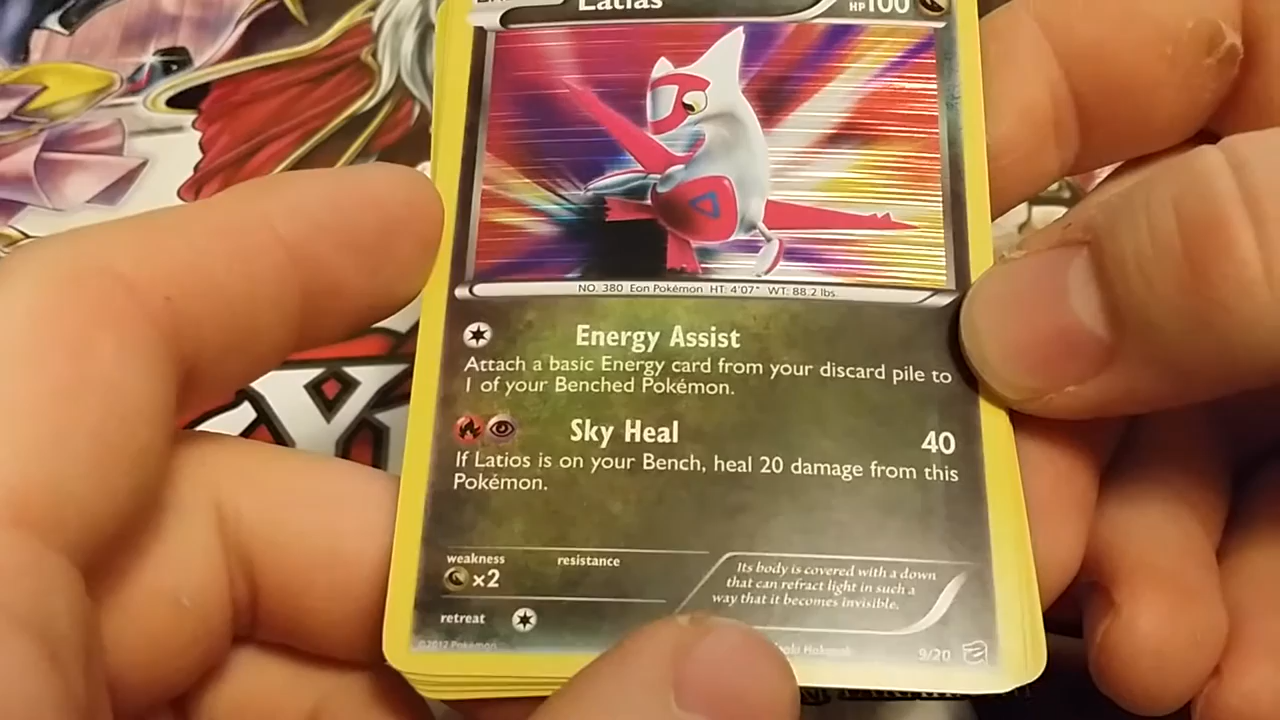 Latias
HP100
NO. 380 Eon Pokémon HT: 4'07" WT: 88.2 lbs.
Energy Assist
Attach a basic Energy card from your discard pile to
1 of your Benched Pokémon.
Sky Heal 40
If Latios is on your Bench, heal 20 damage from this
Pokémon.
weakness resistance
x2
Its body is covered with a down
that can refract light in such a
way that it becomes invisible.
retreat
©2012 Pokémon
9/20